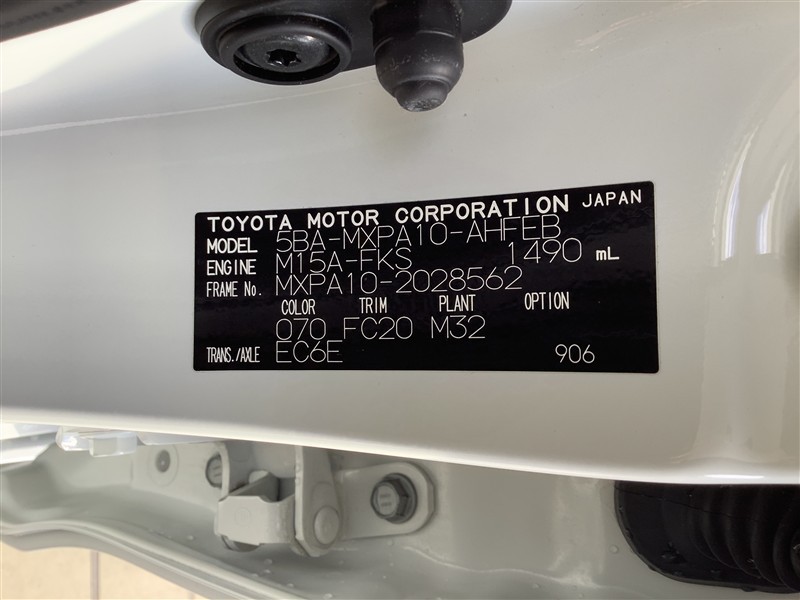 TOYOTA MOTOR CORPORATION JAPAN
MODEL 5BA-MXPA10-AHFEB
ENGINE M15A-FKS 1490 mL
FRAME No. MXPA10-2028562
COLOR TRIM PLANT OPTION
070 FC20 M32
TRANS./AXLE EC6E 906